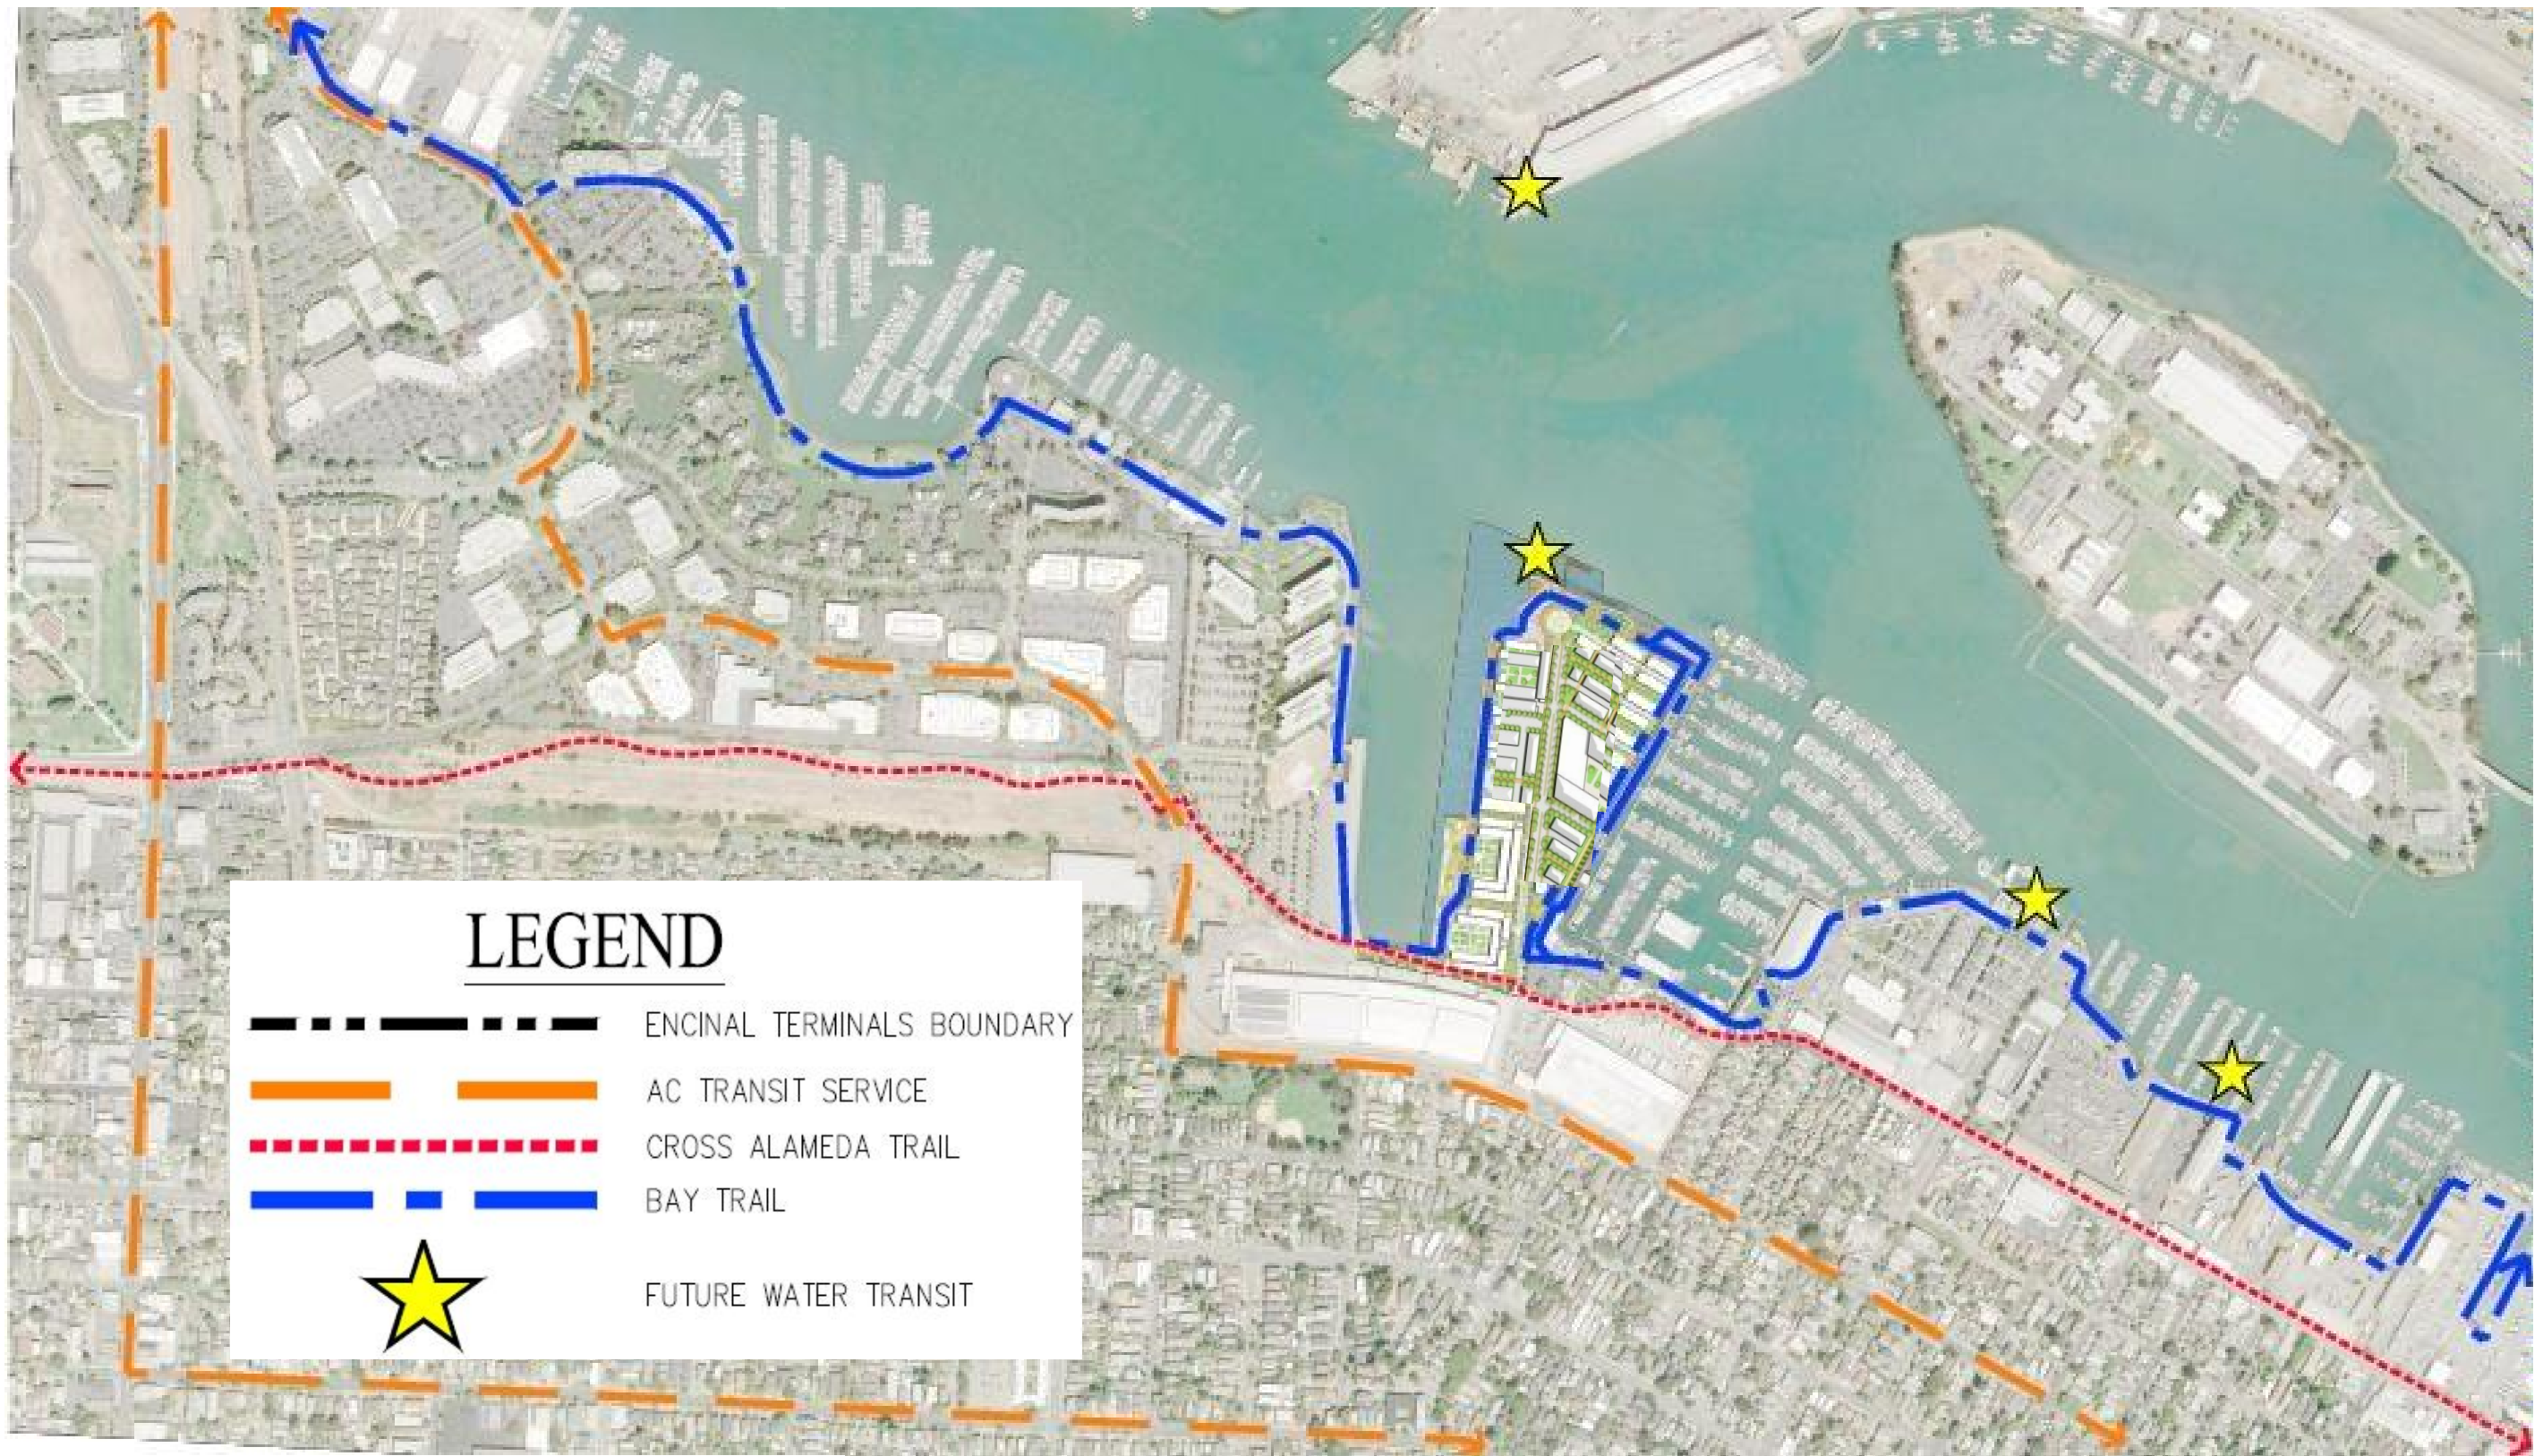 LEGEND
ENCINAL TERMINALS BOUNDARY
AC TRANSIT SERVICE
CROSS ALAMEDA TRAIL
BAY TRAIL
FUTURE WATER TRANSIT